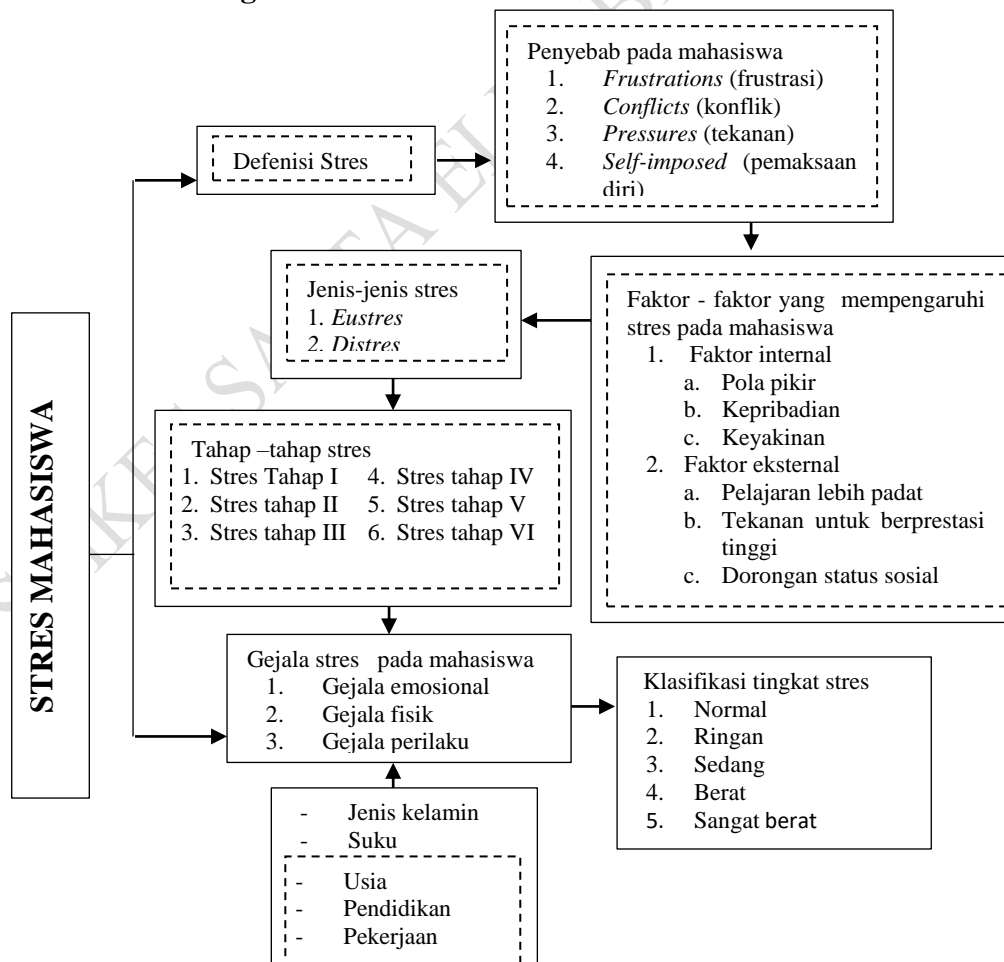 Penyebab pada mahasiswa
1. Frustrations (frustrasi)
2. Conflicts (konflik)
3. Pressures (tekanan)
4. Self-imposed (pemaksaan
diri)
Defenisi Stres
Jenis-jenis stres
1. Eustres
2. Distres
Faktor - faktor yang mempengaruhi
stres pada mahasiswa
1. Faktor internal
a. Pola pikir
b. Kepribadian
c. Keyakinan
2. Faktor eksternal
a. Pelajaran lebih padat
b. Tekanan untuk berprestasi
tinggi
c. Dorongan status sosial
STRES MAHASISWA
Tahap –tahap stres
1. Stres Tahap I
2. Stres tahap II
3. Stres tahap III
4. Stres tahap IV
5. Stres tahap V
6. Stres tahap VI
Gejala stres pada mahasiswa
1. Gejala emosional
2. Gejala fisik
3. Gejala perilaku
Klasifikasi tingkat stres
1. Normal
2. Ringan
3. Sedang
4. Berat
5. Sangat berat
- Jenis kelamin
- Suku
- Usia
- Pendidikan
- Pekerjaan